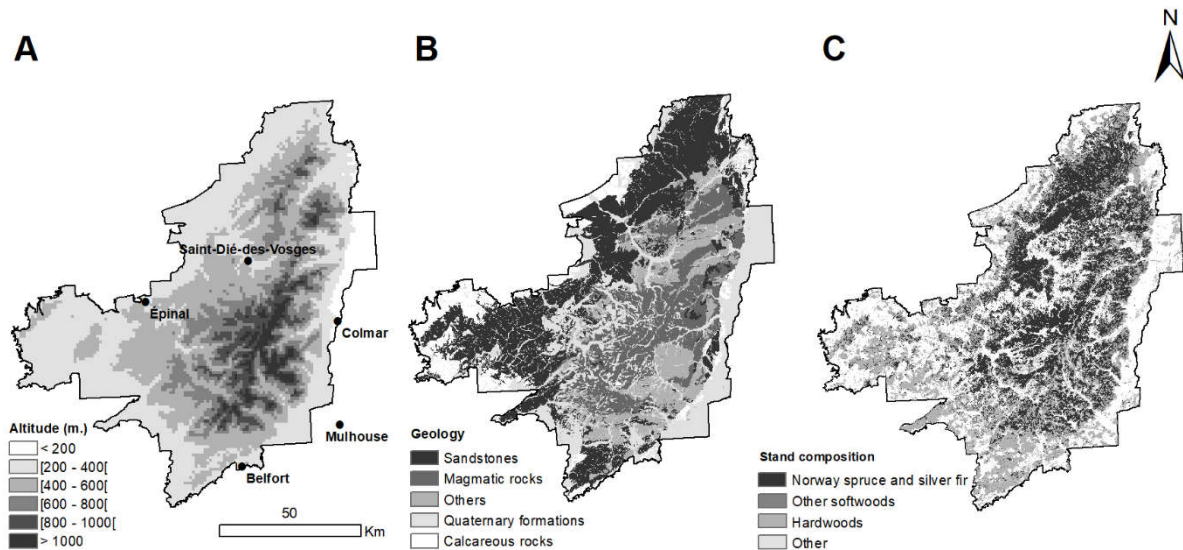 A
B
C
N
Saint-Dié-des-Vosges
Épinal
Colmar
Mulhouse
Belfort
Altitude (m.)
< 200
[200 - 400[
[400 - 600[
[600 - 800[
[800 - 1000[
> 1000
50
Km
Geology
Sandstones
Magmatic rocks
Others
Quaternary formations
Calcareous rocks
Stand composition
Norway spruce and silver fir
Other softwoods
Hardwoods
Other